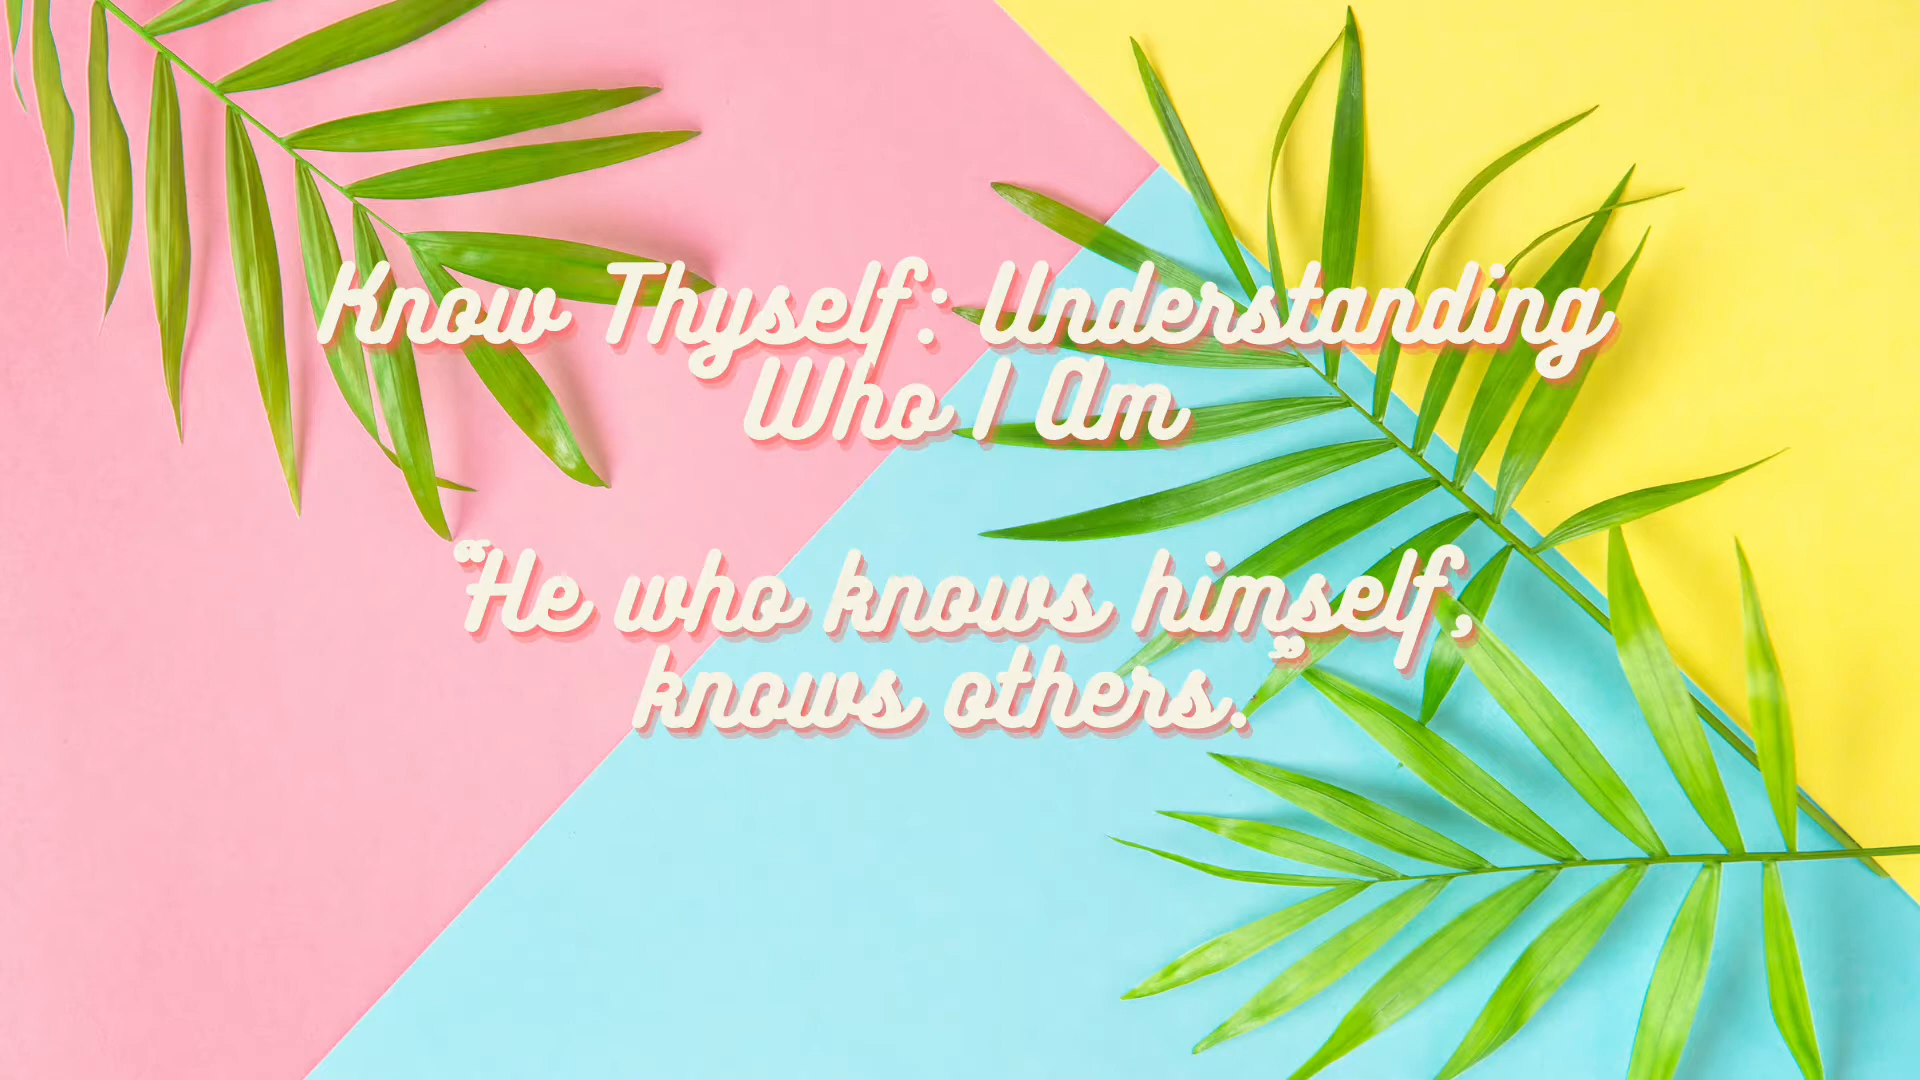 Know Thyself: Understanding
Who I Am
“He who knows himself,
knows others.”